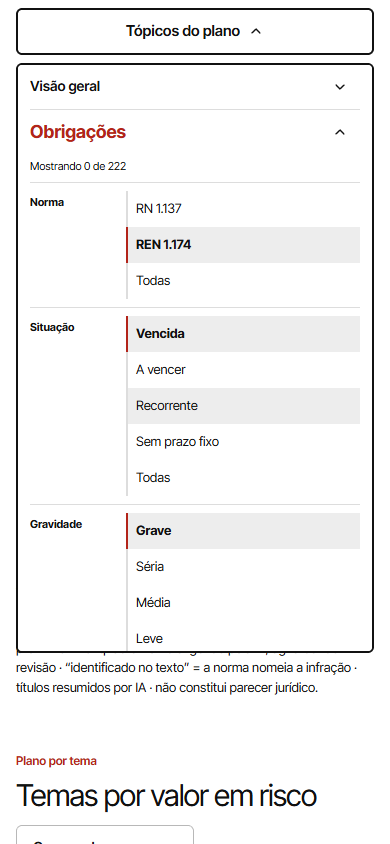 Tópicos do plano
Visão geral
Obrigações
Mostrando 0 de 222
Norma
RN 1.137
REN 1.174
Todas
Situação
Vencida
A vencer
Recorrente
Sem prazo fixo
Todas
Gravidade
Grave
Séria
Média
Leve
revisão · “identificado no texto” = a norma nomeia a infração ·
títulos resumidos por IA · não constitui parecer jurídico.
Plano por tema
Temas por valor em risco